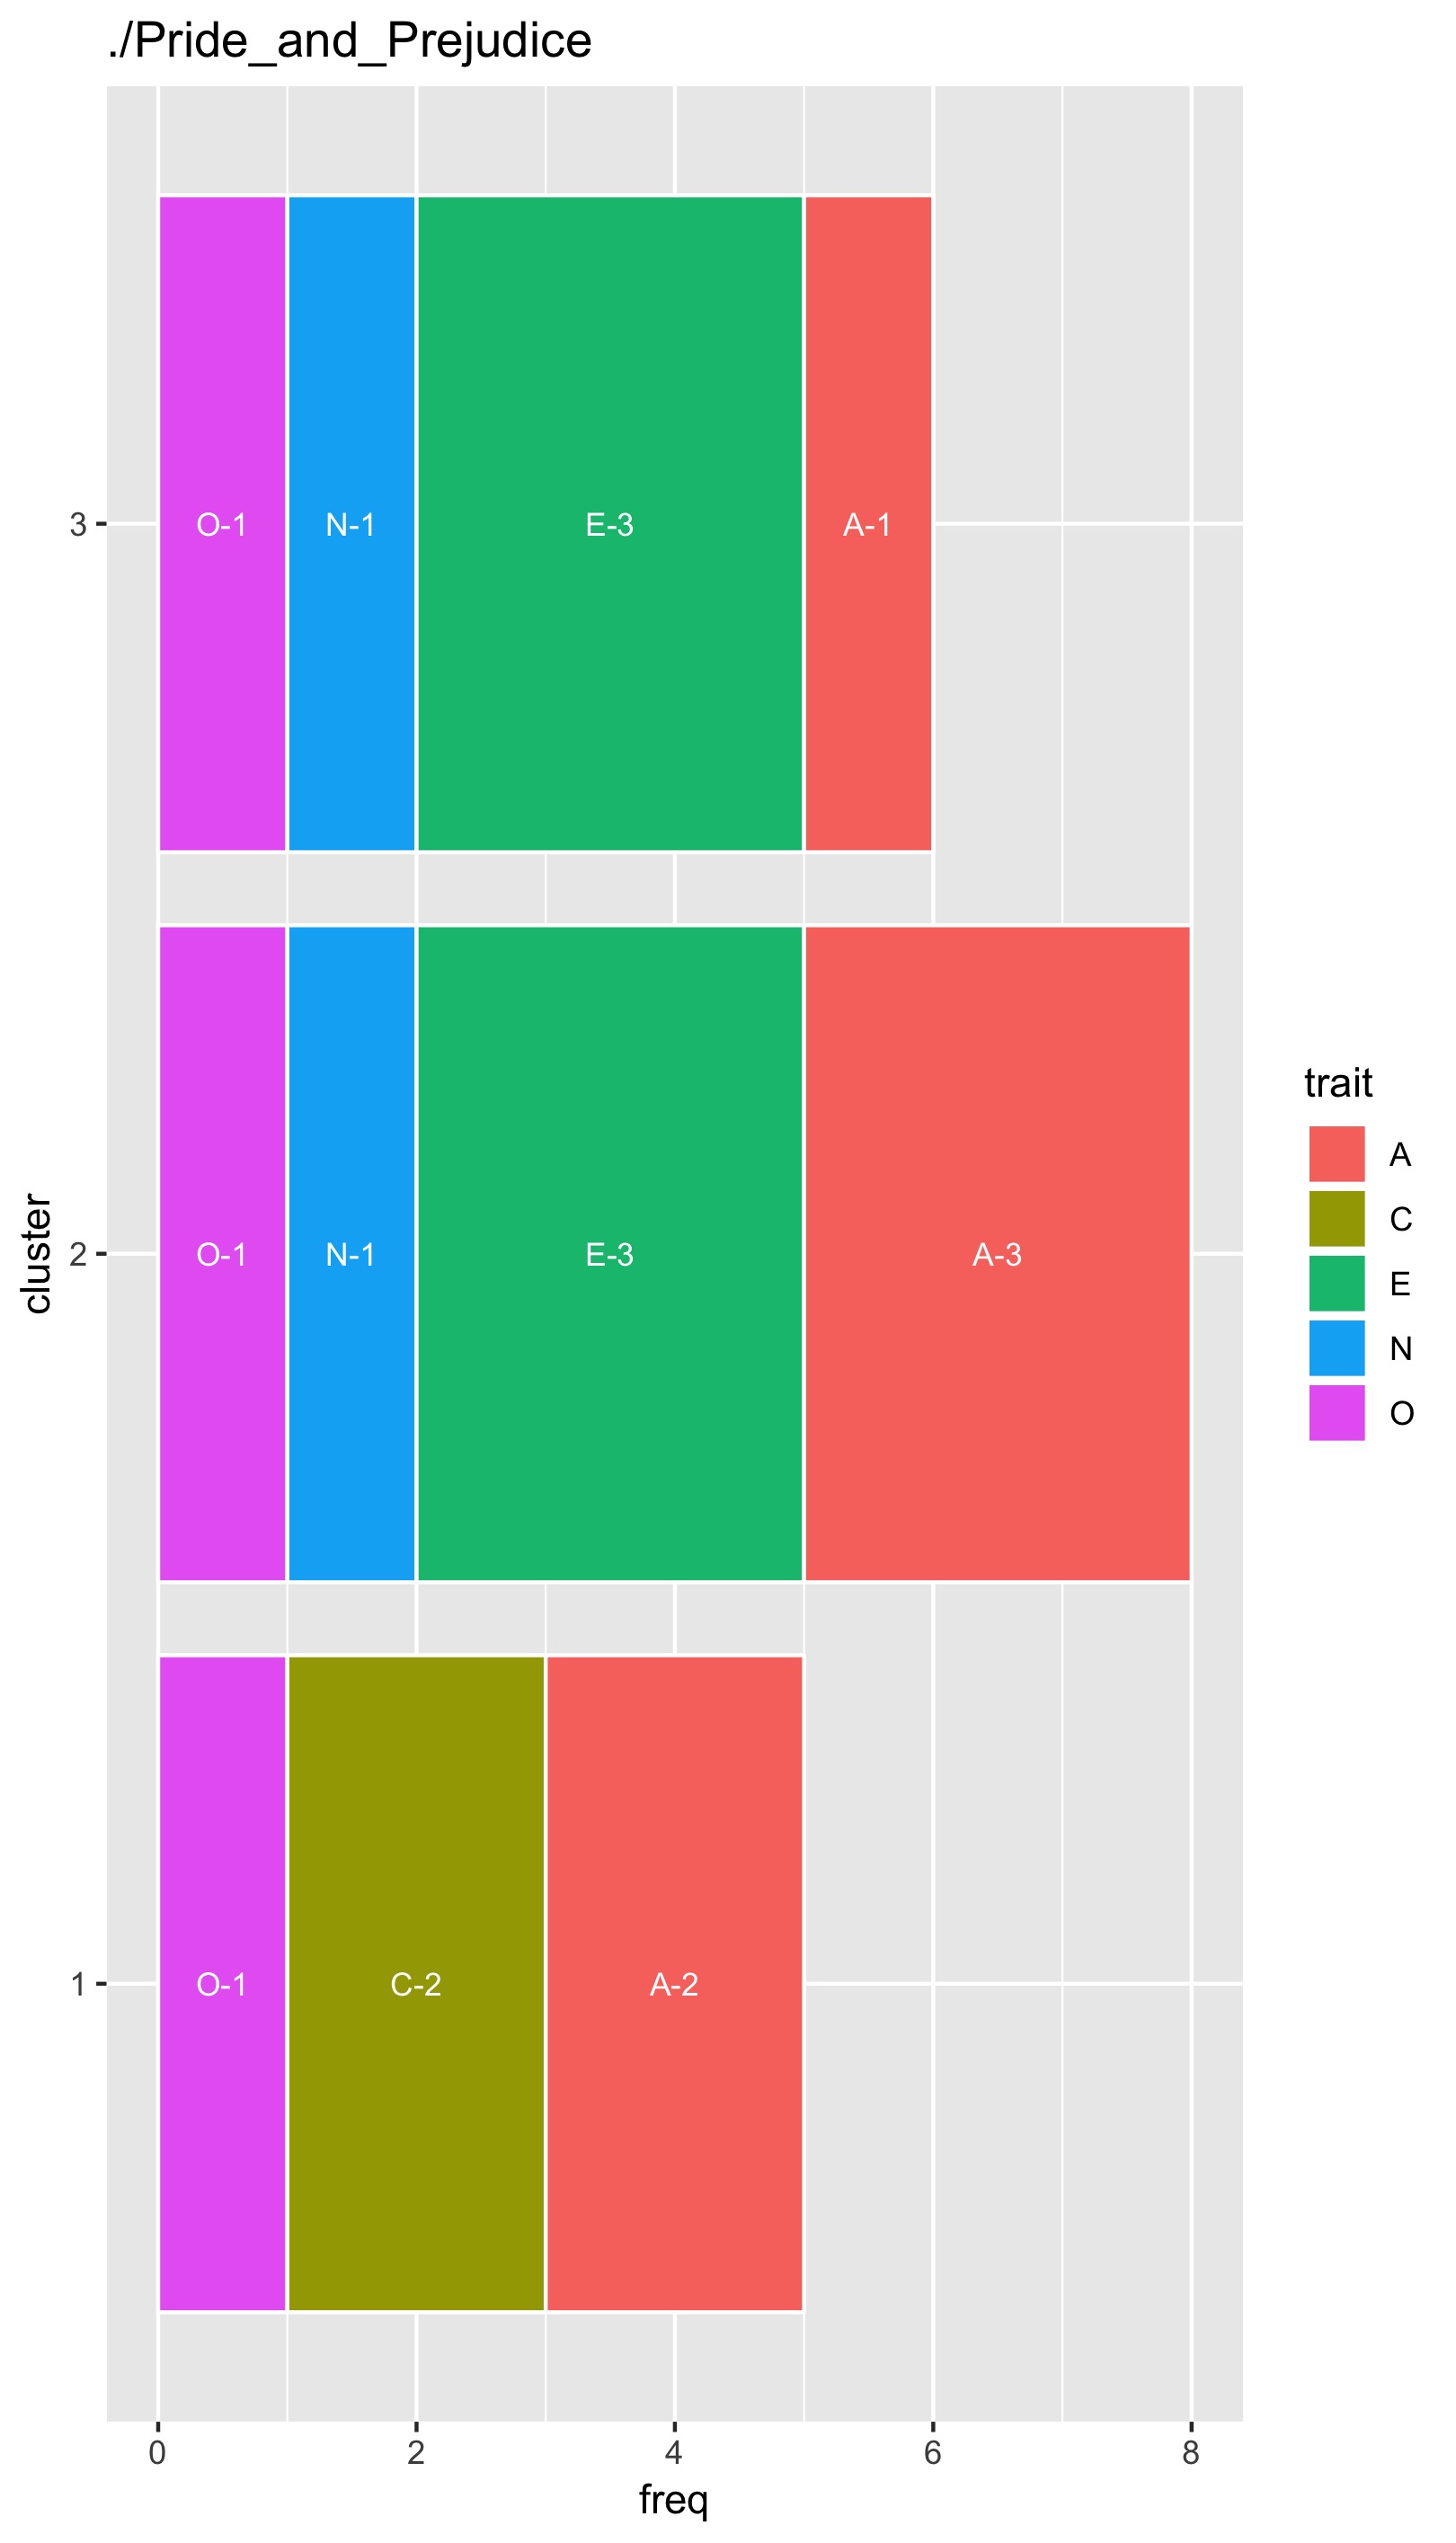 ./Pride_and_Prejudice
3
O-1
N-1
E-3
A-1
2
O-1
N-1
E-3
A-3
1
O-1
C-2
A-2
cluster
0
2
4
6
8
freq
trait
A
C
E
N
O